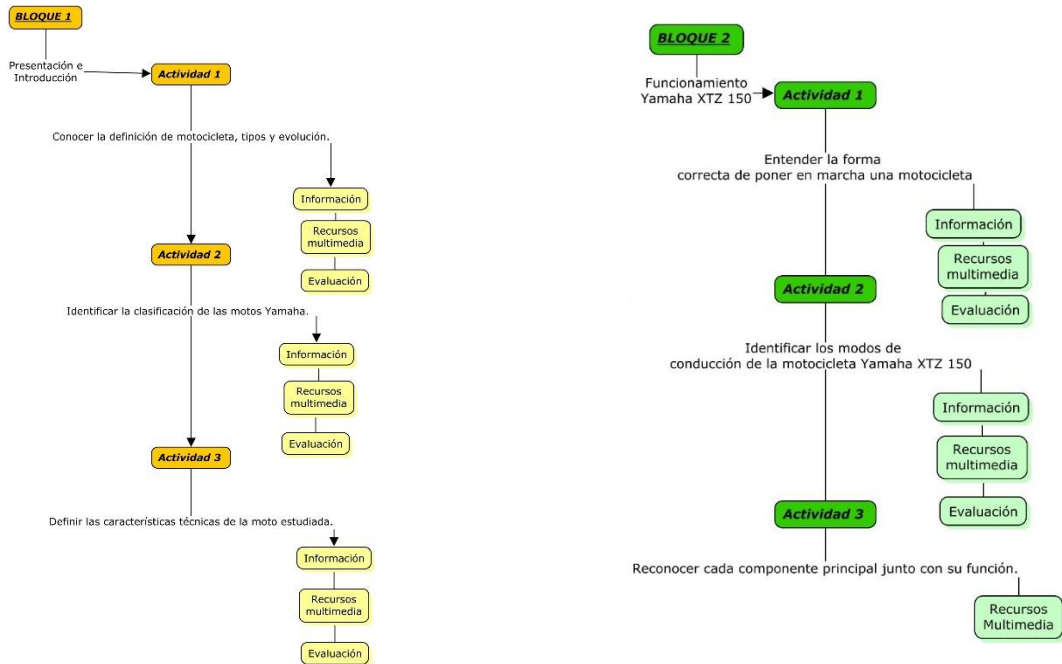 BLOQUE 1
Presentación e
Introducción
Actividad 1
Conocer la definición de motocicleta, tipos y evolución.
Información
Recursos
multimedia
Evaluación
Actividad 2
Identificar la clasificación de las motos Yamaha.
Información
Recursos
multimedia
Evaluación
Actividad 3
Definir las características técnicas de la moto estudiada.
Información
Recursos
multimedia
Evaluación
BLOQUE 2
Funcionamiento
Yamaha XTZ 150
Actividad 1
Entender la forma
correcta de poner en marcha una motocicleta
Información
Recursos
multimedia
Evaluación
Actividad 2
Identificar los modos de
conducción de la motocicleta Yamaha XTZ 150
Información
Recursos
multimedia
Evaluación
Actividad 3
Reconocer cada componente principal junto con su función.
Recursos
Multimedia